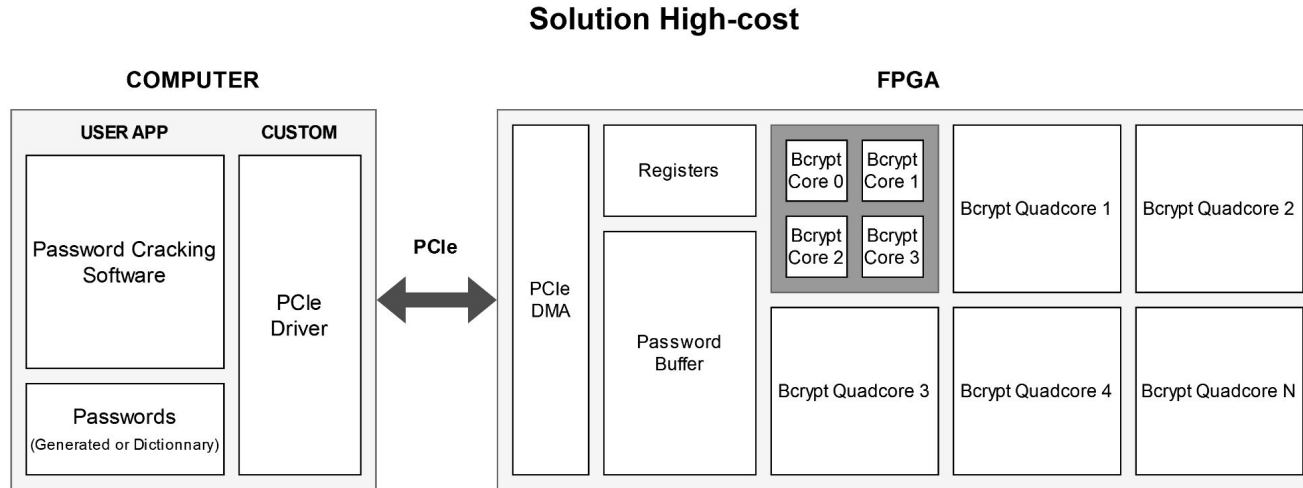 Solution High-cost
COMPUTER
USER APP
CUSTOM
Password Cracking
Software
Passwords
(Generated or Dictionnary)
PCIe
Driver
PCIe
FPGA
PCIe
DMA
Registers
Password
Buffer
Bcrypt
Core 0
Bcrypt
Core 1
Bcrypt
Core 2
Bcrypt
Core 3
Bcrypt Quadcore 1
Bcrypt Quadcore 2
Bcrypt Quadcore 3
Bcrypt Quadcore 4
Bcrypt Quadcore N